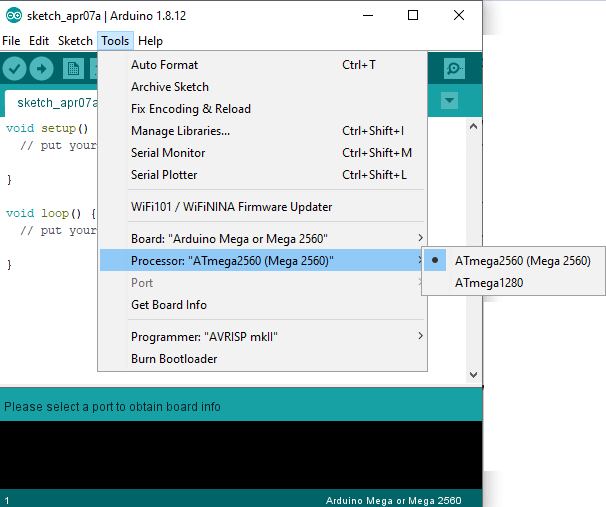 sketch_apr07a | Arduino 1.8.12
File Edit Sketch Tools Help
Auto Format Ctrl+T
Archive Sketch
sketch_apr07a
Fix Encoding & Reload
void setup()
Manage Libraries... Ctrl+Shift+I
// put your
Serial Monitor Ctrl+Shift+M
Serial Plotter Ctrl+Shift+L
}
WiFi101 / WiFiNINA Firmware Updater
void loop() {
// put your
Board: "Arduino Mega or Mega 2560"
Processor: "ATmega2560 (Mega 2560)"
}
ATmega2560 (Mega 2560)
Port
ATmega1280
Get Board Info
Programmer: "AVRISP mkII"
Burn Bootloader
Please select a port to obtain board info
1 Arduino Mega or Mega 2560